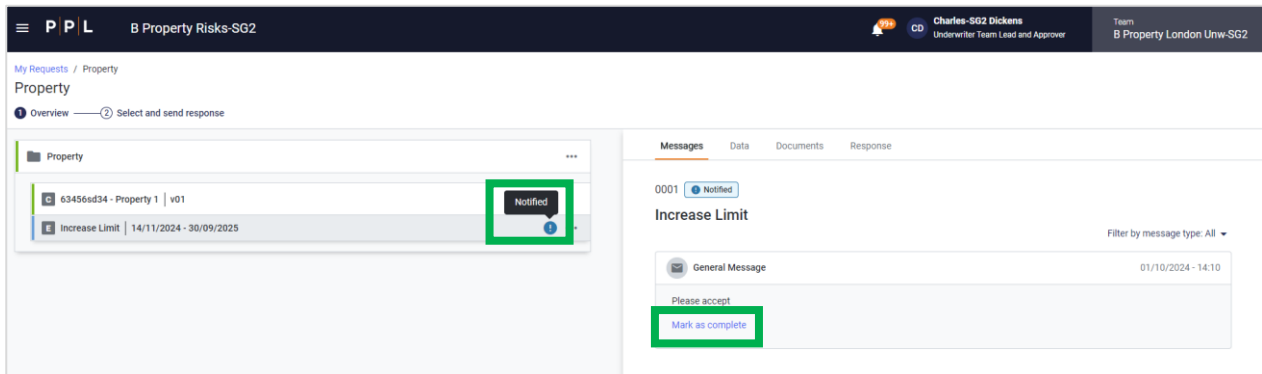 PPL
B Property Risks-SG2
99+
CD
Charles-SG2 Dickens
Underwriter Team Lead and Approver
Team
B Property London Unw-SG2
My Requests / Property
Property
1 Overview
2 Select and send response
Property
C 63456sd34 - Property 1 | v01
Notified
E Increase Limit | 14/11/2024 - 30/09/2025
Messages Data Documents Response
0001 Notified
Increase Limit
Filter by message type: All
General Message 01/10/2024 - 14:10
Please accept
Mark as complete